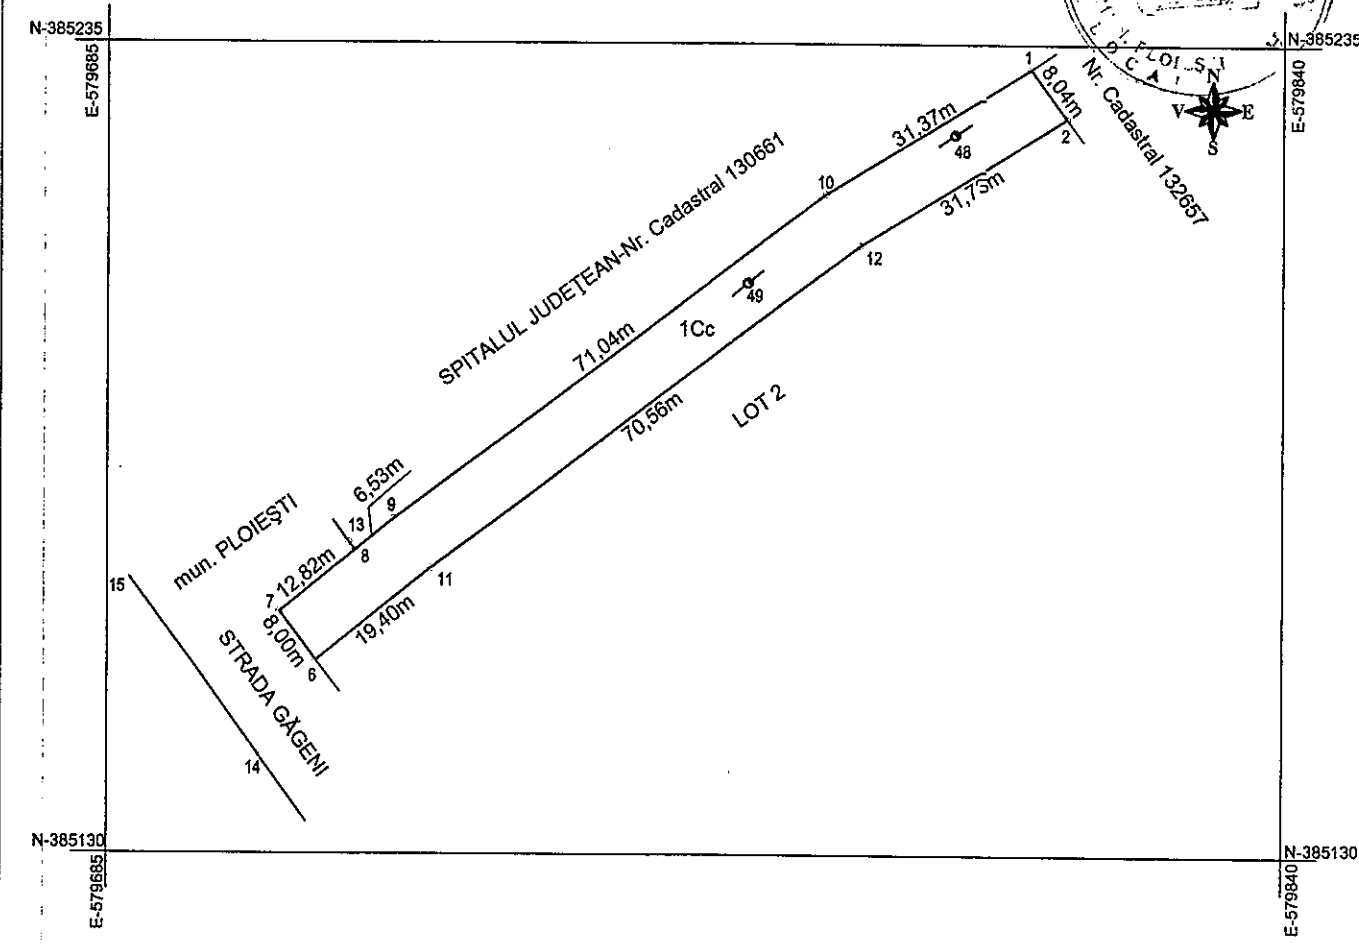 N-385235
N-385235
E-579685
E-579840
1
8,04m
2
Nr. Cadastral 132657
N
V
E
S
31,37m
48
31,75m
10
12
SPITALUL JUDEȚEAN-Nr. Cadastral 130661
49
1Cc
71,04m
70,56m
LOT 2
6,53m
9
13
8
mun. PLOIEȘTI
12,82m
7
11
15
8,00m
19,40m
6
STRADA GĂGENI
14
N-385130
N-385130
E-579685
E-579840